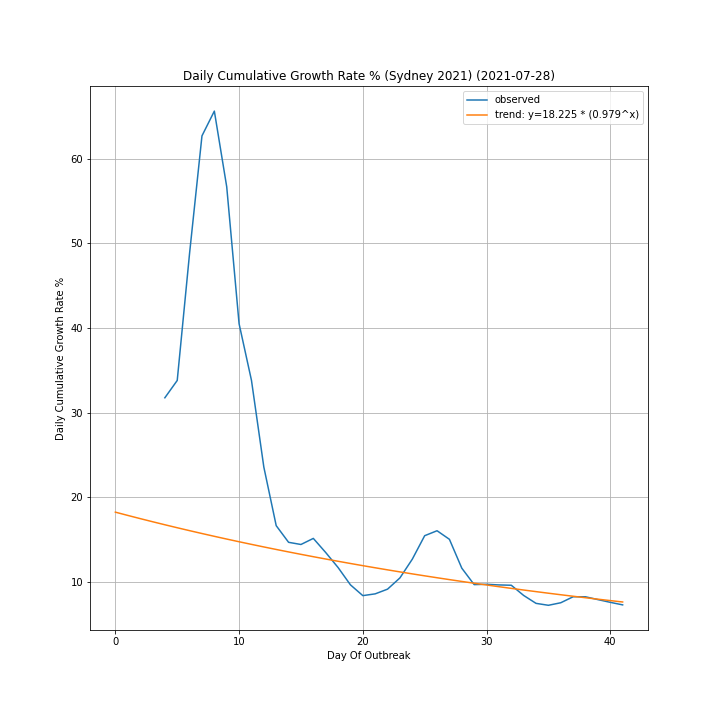 Daily Cumulative Growth Rate % (Sydney 2021) (2021-07-28)
observed
trend: y=18.225 * (0.979^x)
Daily Cumulative Growth Rate %
60
50
40
30
20
10
0 10 20 30 40
Day Of Outbreak